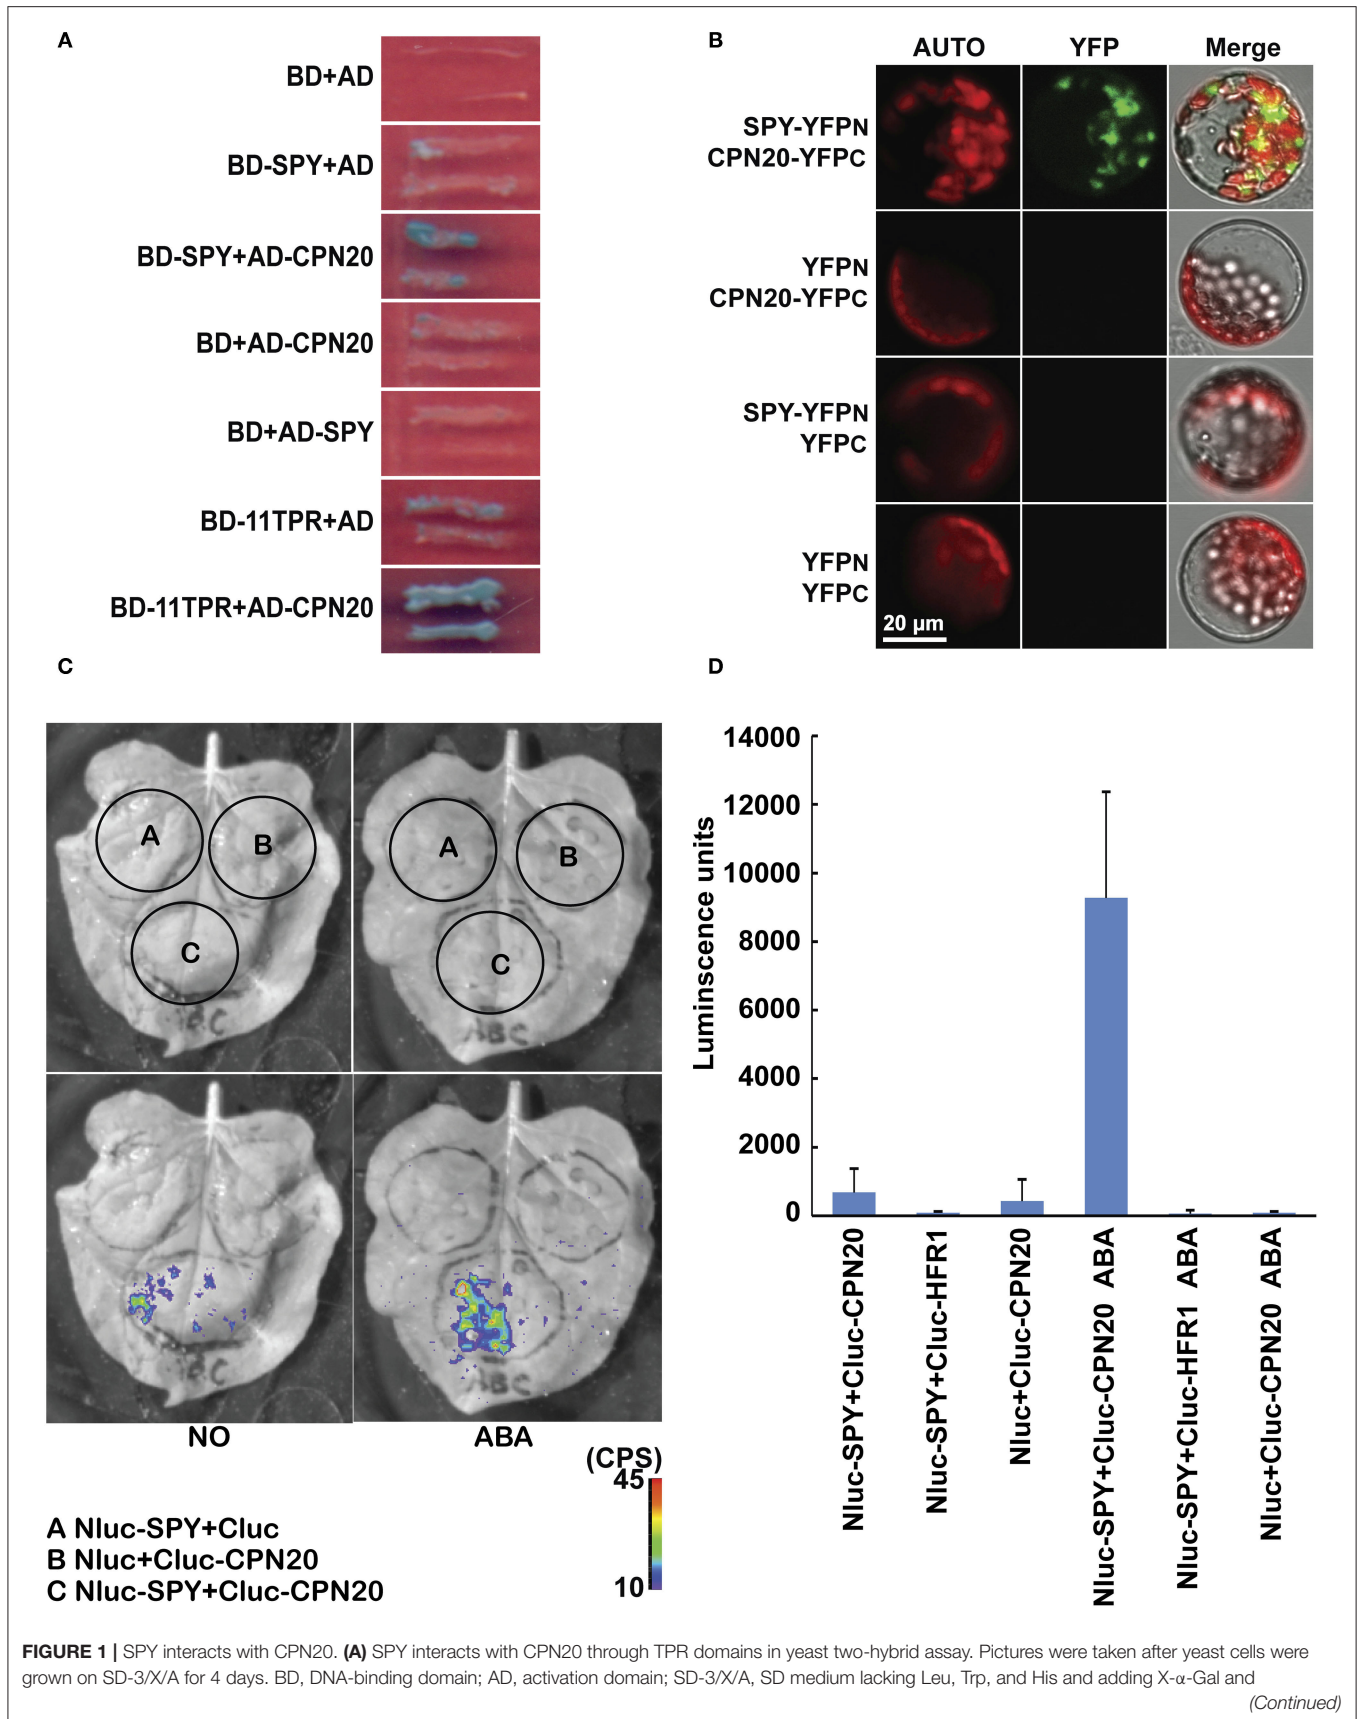 A
BD+AD
BD-SPY+AD
BD-SPY+AD-CPN20
BD+AD-CPN20
BD+AD-SPY
BD-11TPR+AD
BD-11TPR+AD-CPN20
B
AUTO YFP Merge
SPY-YFPN
CPN20-YFPC
YFPN
CPN20-YFPC
SPY-YFPN
YFPC
YFPN
YFPC
20 μm
C
A B
C
ABC
A B
C
ABC
ABC
ABC
NO ABA
(CPS)
45
10
A Nluc-SPY+Cluc
B Nluc+Cluc-CPN20
C Nluc-SPY+Cluc-CPN20
D
Luminscence units
14000
12000
10000
8000
6000
4000
2000
0
Nluc-SPY+Cluc-CPN20
Nluc-SPY+Cluc-HFR1
Nluc+Cluc-CPN20
Nluc-SPY+Cluc-CPN20 ABA
Nluc-SPY+Cluc-HFR1 ABA
Nluc+Cluc-CPN20 ABA
FIGURE 1 | SPY interacts with CPN20. (A) SPY interacts with CPN20 through TPR domains in yeast two-hybrid assay. Pictures were taken after yeast cells were
grown on SD-3/X/A for 4 days. BD, DNA-binding domain; AD, activation domain; SD-3/X/A, SD medium lacking Leu, Trp, and His and adding X-α-Gal and
(Continued)